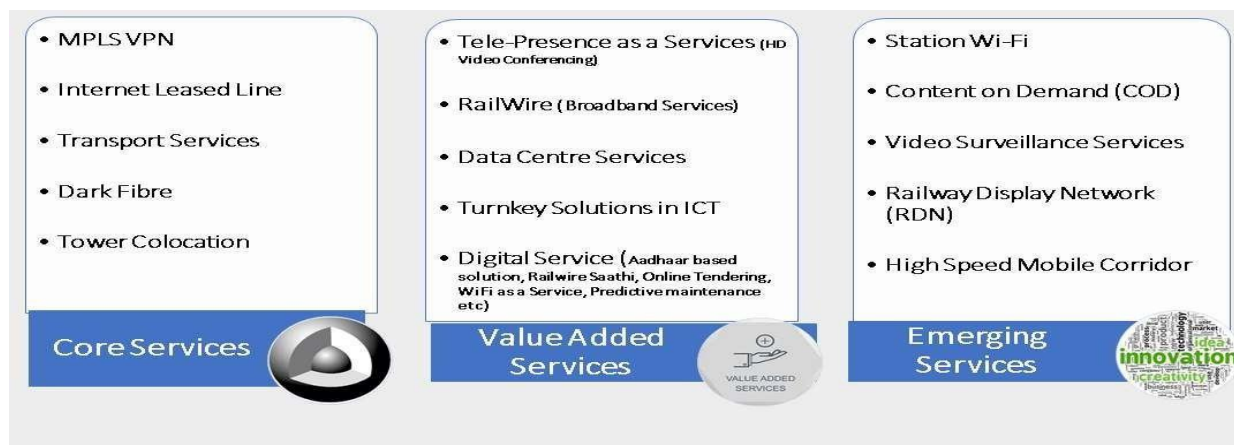 • MPLS VPN
• Internet Leased Line
• Transport Services
• Dark Fibre
• Tower Colocation
Core Services
• Tele-Presence as a Services (HD
Video Conferencing)
• RailWire (Broadband Services)
• Data Centre Services
• Turnkey Solutions in ICT
• Digital Service (Aadhaar based
solution, Railwire Saathi, Online Tendering,
WiFi as a Service, Predictive maintenance
etc)
Value Added
Services
VALUE ADDED
SERVICES
• Station Wi-Fi
• Content on Demand (COD)
• Video Surveillance Services
• Railway Display Network
(RDN)
• High Speed Mobile Corridor
Emerging
Services
market
technology
idea
innovation
creativity
business